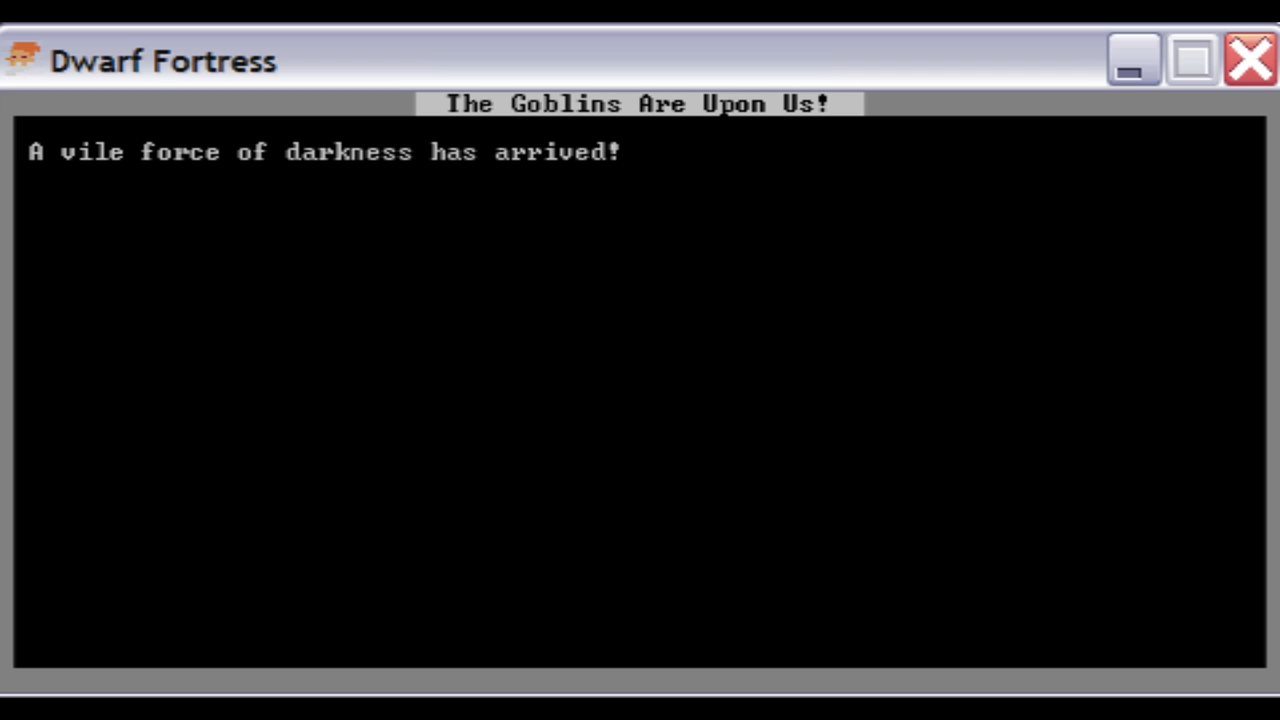 Dwarf Fortress
The Goblins Are Upon Us!
A vile force of darkness has arrived!